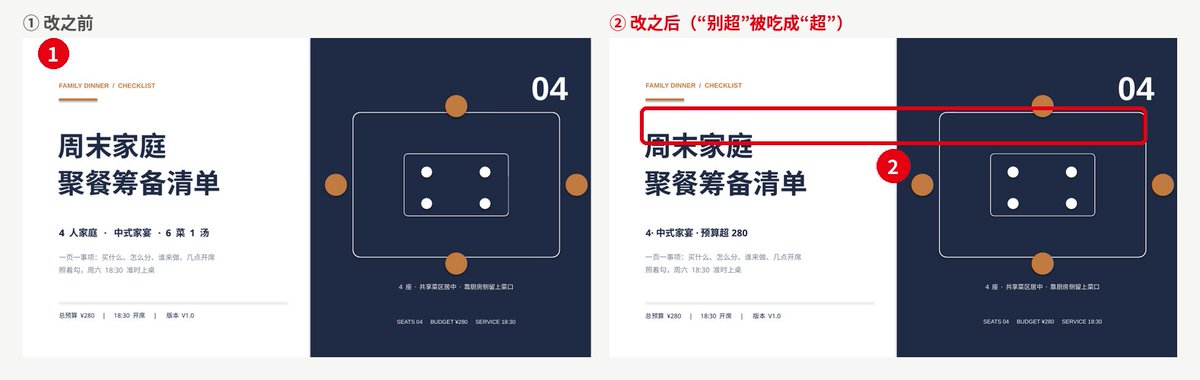 ① 改之前
1
FAMILY DINNER / CHECKLIST
周末家庭
聚餐筹备清单
4 人家庭 · 中式家宴 · 6 菜 1 汤
一页一事项：买什么、怎么分、谁来做、几点开席
照着勾，周六 18:30 准时上桌
总预算 ¥280 | 18:30 开席 | 版本 V1.0
04
4 座 · 共享菜区居中 · 靠厨房侧留上菜口
SEATS 04 BUDGET ¥280 SERVICE 18:30
② 改之后（“别超”被吃成“超”）
FAMILY DINNER / CHECKLIST
周末家庭
聚餐筹备清单
2
4· 中式家宴 · 预算超 280
一页一事项：买什么、怎么分、谁来做、几点开席
照着勾，周六 18:30 准时上桌
总预算 ¥280 | 18:30 开席 | 版本 V1.0
04
4 座 · 共享菜区居中 · 靠厨房侧留上菜口
SEATS 04 BUDGET ¥280 SERVICE 18:30